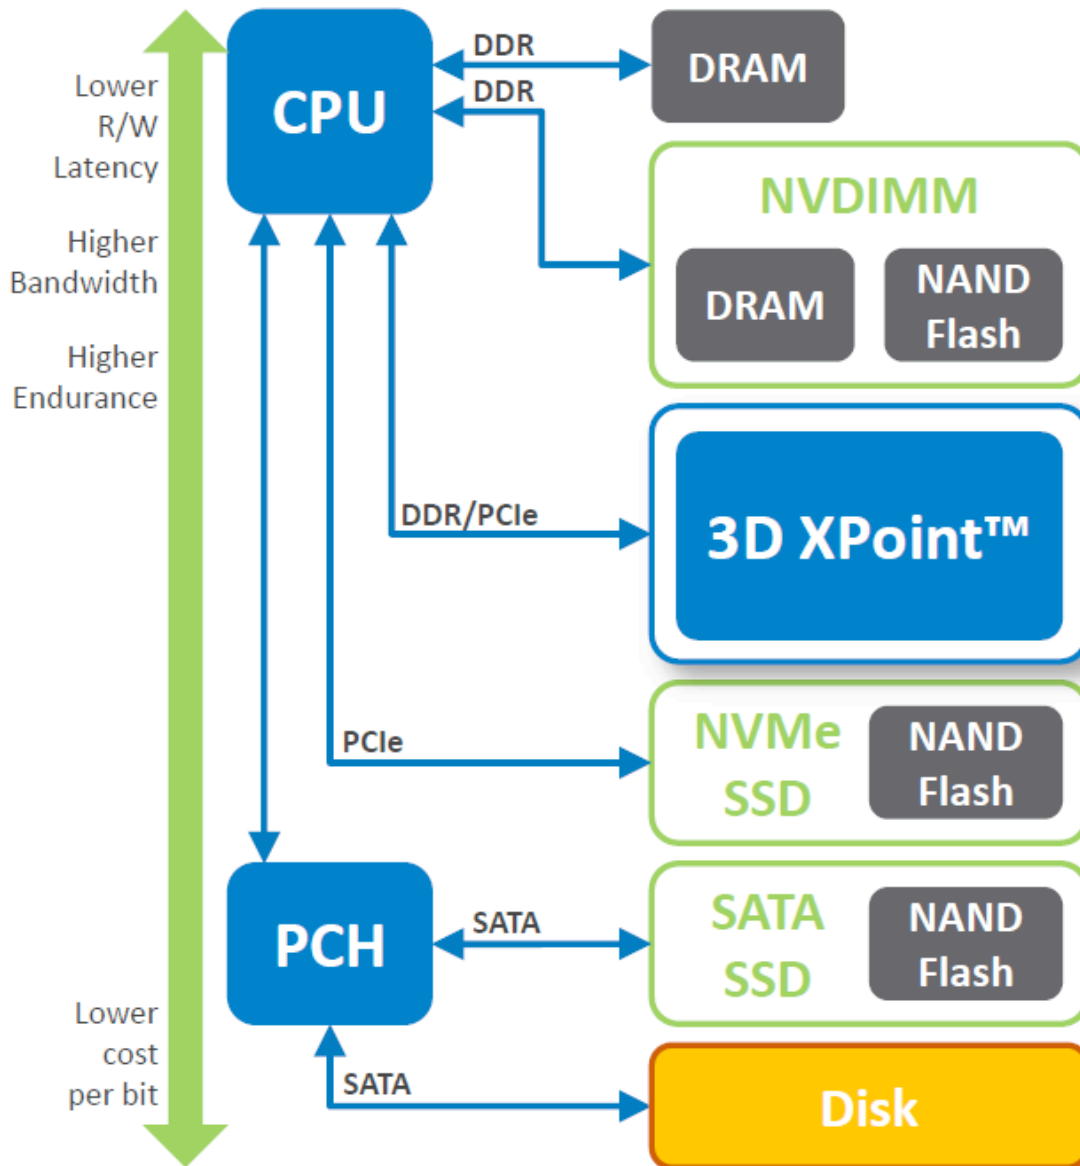 Lower
R/W
Latency
Higher
Bandwidth
Higher
Endurance
Lower
cost
per bit
CPU
DDR
DDR
DRAM
NVDIMM
DRAM
NAND
Flash
DDR/PCIe
3D XPoint™
PCIe
NVMe
SSD
NAND
Flash
PCH
SATA
SATA
SSD
NAND
Flash
SATA
Disk